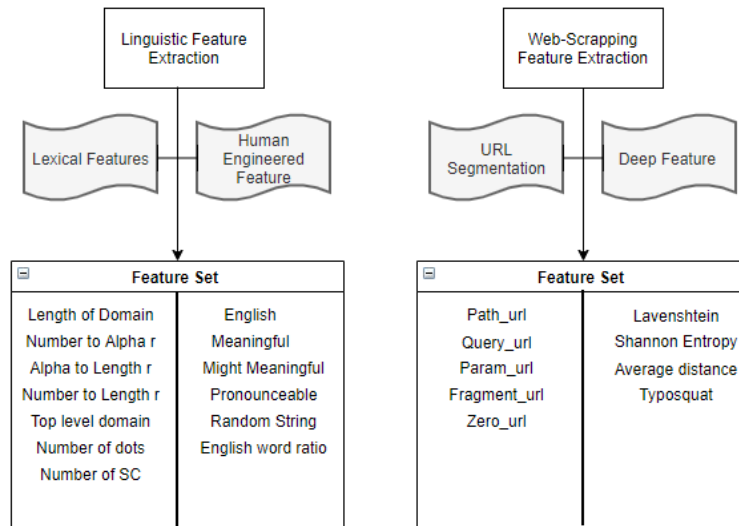 Linguistic Feature
Extraction
Lexical Features
Human
Engineered
Feature
Feature Set
Length of Domain
Number to Alpha r
Alpha to Length r
Number to Length r
Top level domain
Number of dots
Number of SC
English
Meaningful
Might Meaningful
Pronounceable
Random String
English word ratio
Web-Scrapping
Feature Extraction
URL
Segmentation
Deep Feature
Feature Set
Path_url
Query_url
Param_url
Fragment_url
Zero_url
Lavenshtein
Shannon Entropy
Average distance
Typosquat